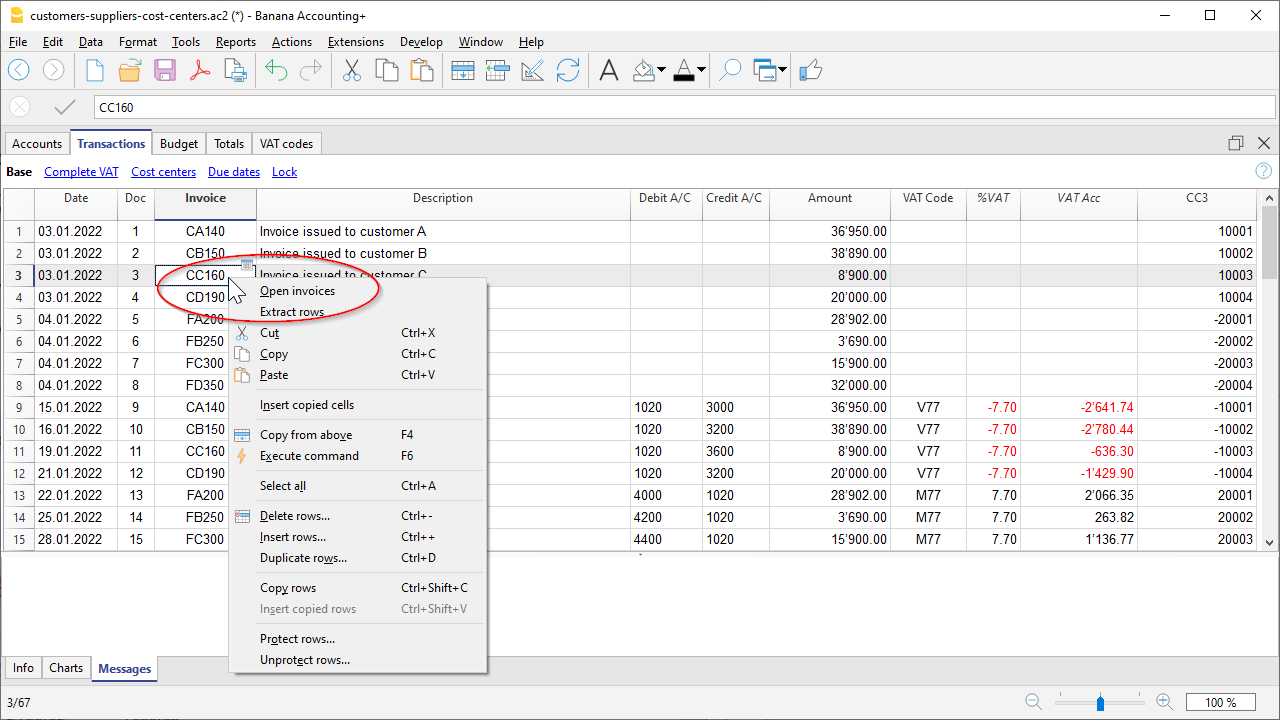 customers-suppliers-cost-centers.ac2 (*) - Banana Accounting+
File Edit Data Format Tools Reports Actions Extensions Develop Window Help
CC160
Accounts Transactions Budget Totals VAT codes
Base Complete VAT Cost centers Due dates Lock
Date Doc Invoice Description Debit A/C Credit A/C Amount VAT Code %VAT VAT Acc CC3
1 03.01.2022 1 CA140 Invoice issued to customer A 36'950.00 10001
2 03.01.2022 2 CB150 Invoice issued to customer B 38'890.00 10002
3 03.01.2022 3 CC160 Invoice issued to customer C 8'900.00 10003
4 03.01.2022 4 CD190 20'000.00 10004
5 04.01.2022 5 FA200 28'902.00 -20001
6 04.01.2022 6 FB250 3'690.00 -20002
7 04.01.2022 7 FC300 15'900.00 -20003
8 04.01.2022 8 FD350 32'000.00 -20004
9 15.01.2022 9 CA140 1020 3000 36'950.00 V77 -7.70 -2'641.74 -10001
10 16.01.2022 10 CB150 1020 3200 38'890.00 V77 -7.70 -2'780.44 -10002
11 19.01.2022 11 CC160 1020 3600 8'900.00 V77 -7.70 -636.30 -10003
12 21.01.2022 12 CD190 1020 3200 20'000.00 V77 -7.70 -1'429.90 -10004
13 22.01.2022 13 FA200 4000 1020 28'902.00 M77 7.70 2'066.35 20001
14 25.01.2022 14 FB250 4200 1020 3'690.00 M77 7.70 263.82 20002
15 28.01.2022 15 FC300 4400 1020 15'900.00 M77 7.70 1'136.77 20003
Open invoices
Extract rows
Cut Ctrl+X
Copy Ctrl+C
Paste Ctrl+V
Insert copied cells
Copy from above F4
Execute command F6
Select all Ctrl+A
Delete rows... Ctrl+-
Insert rows... Ctrl++
Duplicate rows... Ctrl+D
Copy rows Ctrl+Shift+C
Insert copied rows Ctrl+Shift+V
Protect rows...
Unprotect rows...
Info Charts Messages
3/67 100 %